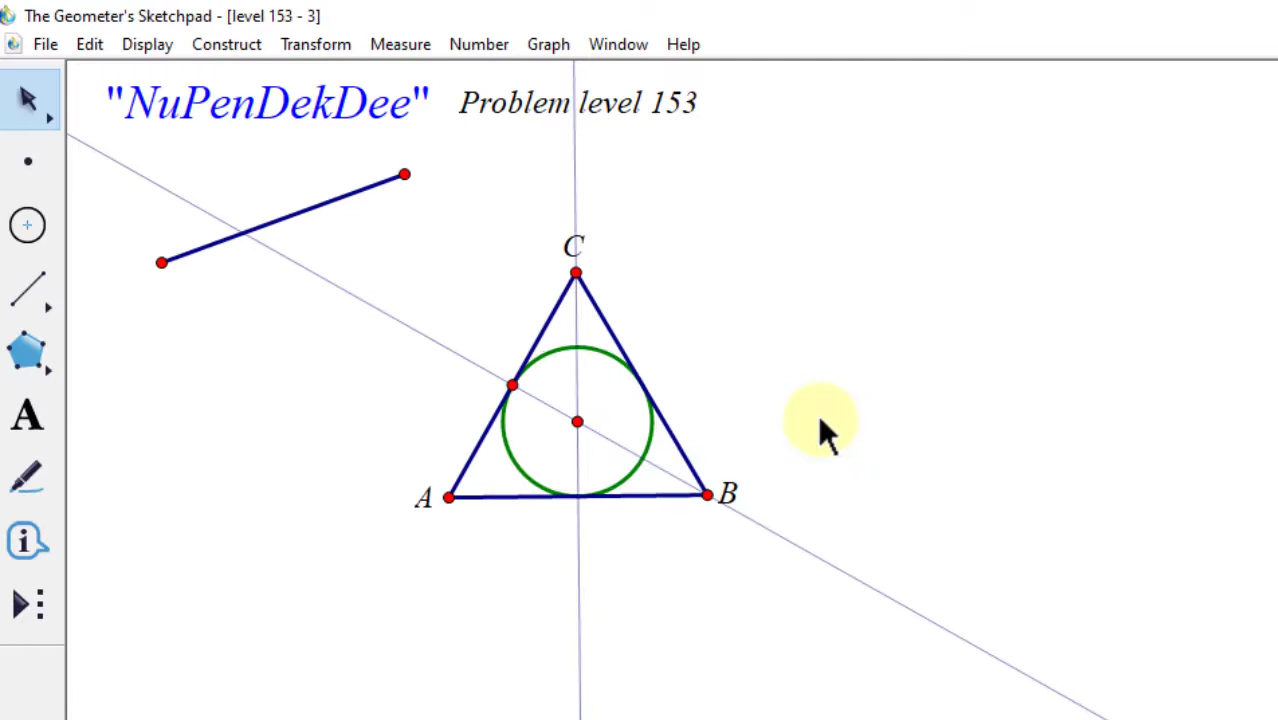 The Geometer's Sketchpad - [level 153 - 3]
File Edit Display Construct Transform Measure Number Graph Window Help
"NuPenDekDee" Problem level 153
C
A
B
A
i